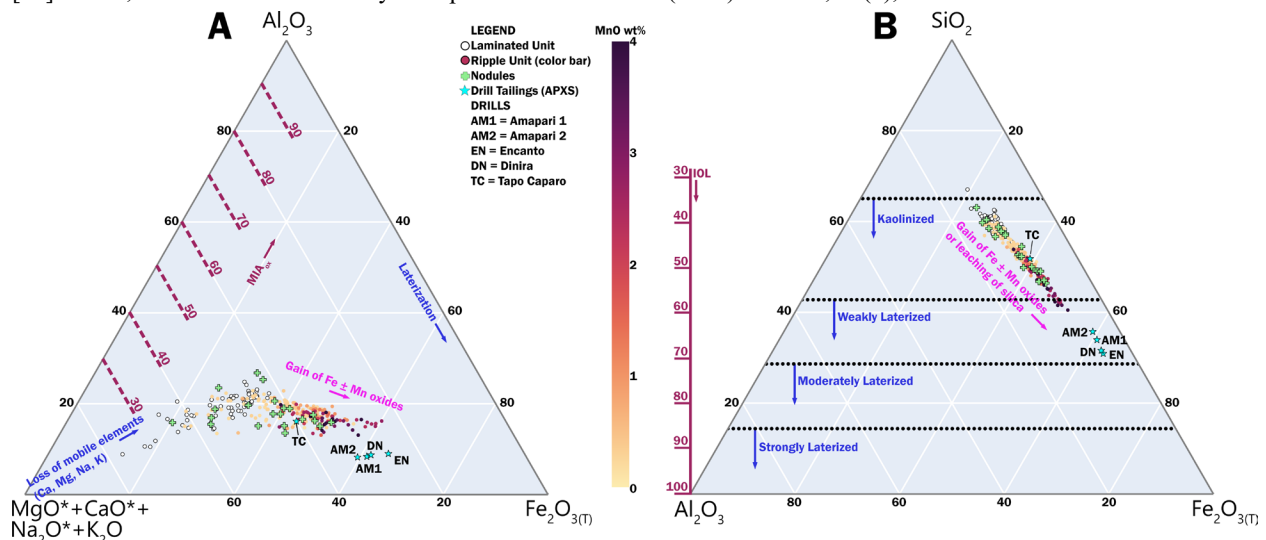 A
Al2O3
LEGEND
Laminated Unit
Ripple Unit (color bar)
Nodules
Drill Tailings (APXS)
DRILLS
AM1 = Amapari 1
AM2 = Amapari 2
EN = Encanto
DN = Dinira
TC = Tapo Caparo
MnO wt%
4
3
2
1
0
90
80
70
60
50
40
30
80
60
40
20
20
40
60
80
MIAox
Laterization
Gain of Fe ± Mn oxides
Loss of mobile elements
(Ca, Mg, Na, K)
TC
AM2
DN
AM1
EN
60
40
20
MgO*+CaO*+
Na2O*+K2O
Fe2O3(T)
B
SiO2
30
IOL
40
50
60
70
80
90
100
80
60
40
20
20
40
60
80
Kaolinized
Weakly Laterized
Moderately Laterized
Strongly Laterized
Gain of Fe ± Mn oxides
or leaching of silica
TC
AM2
AM1
DN
EN
80
60
40
20
Al2O3
Fe2O3(T)